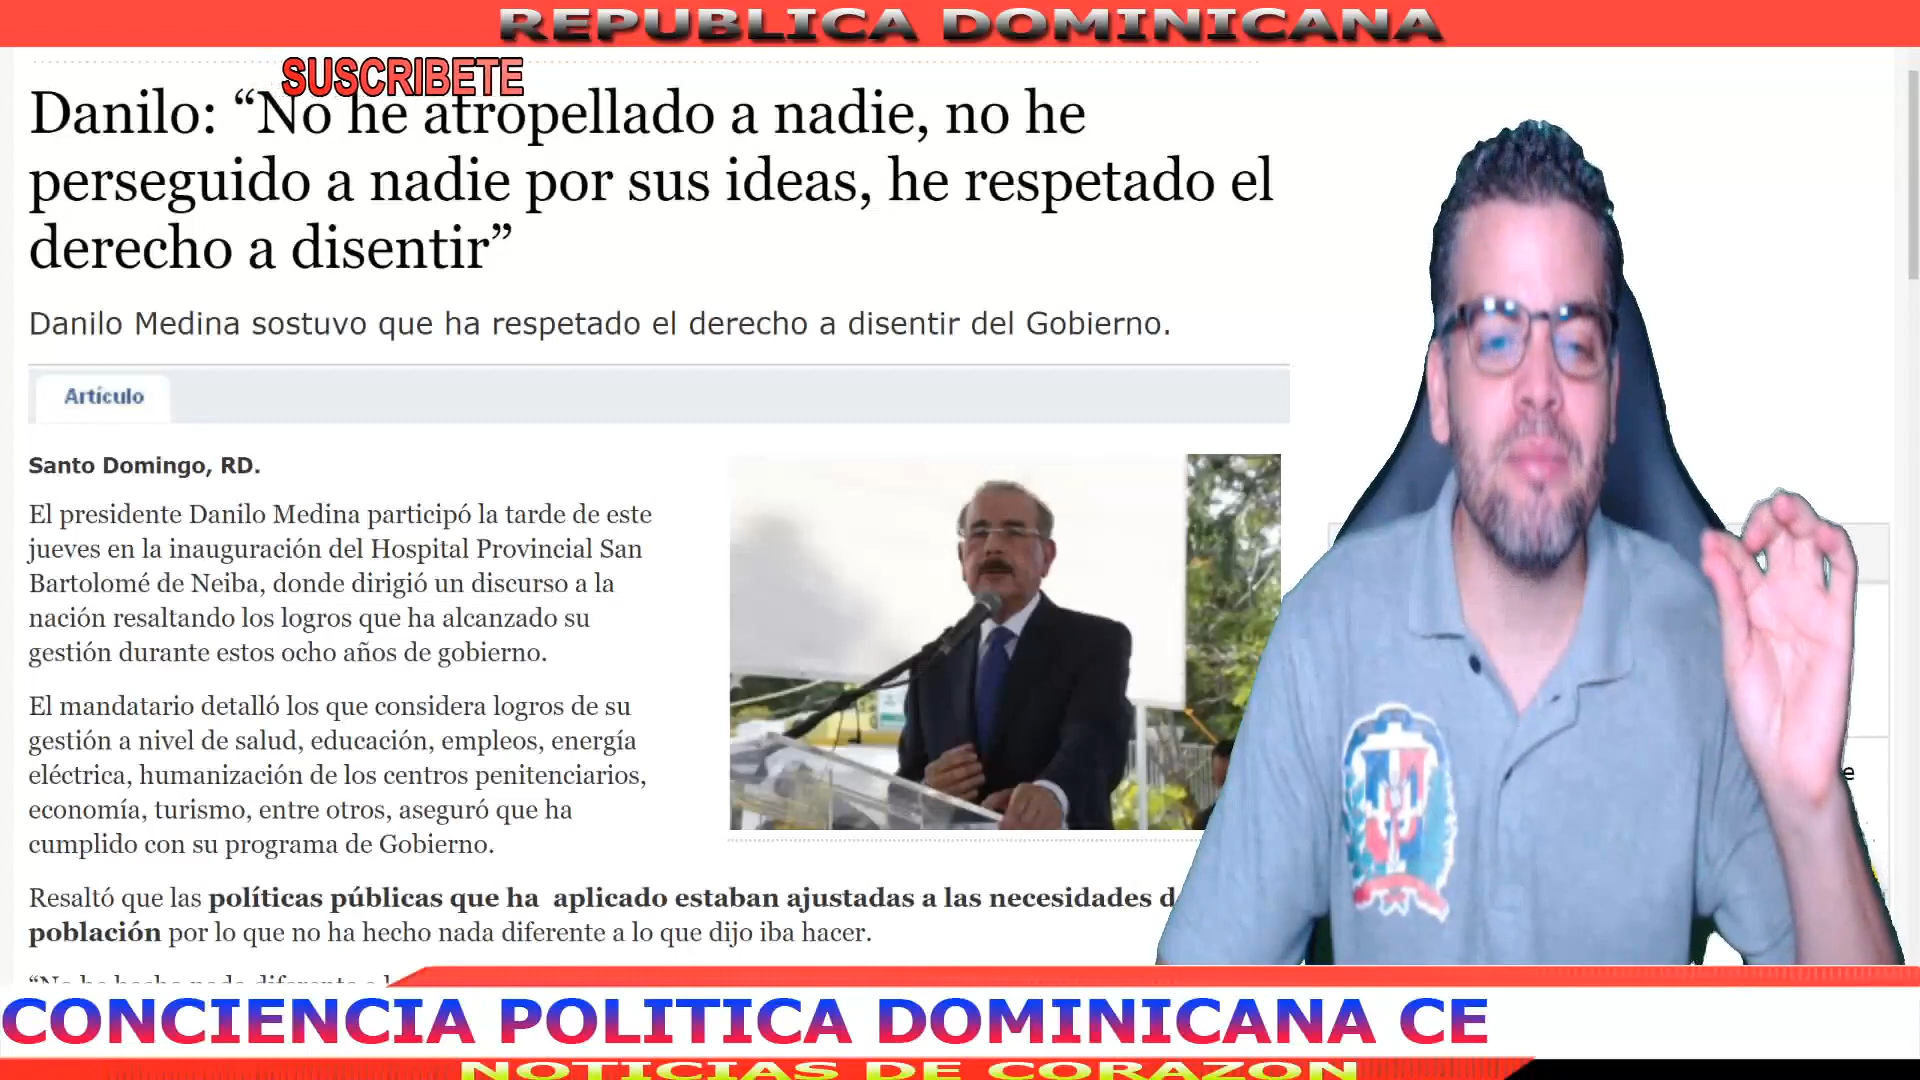 REPUBLICA DOMINICANA
SUSCRIBETE
Danilo: “No he atropellado a nadie, no he
perseguido a nadie por sus ideas, he respetado el
derecho a disentir”
Danilo Medina sostuvo que ha respetado el derecho a disentir del Gobierno.
Artículo
Santo Domingo, RD.
El presidente Danilo Medina participó la tarde de este
jueves en la inauguración del Hospital Provincial San
Bartolomé de Neiba, donde dirigió un discurso a la
nación resaltando los logros que ha alcanzado su
gestión durante estos ocho años de gobierno.
El mandatario detalló los que considera logros de su
gestión a nivel de salud, educación, empleos, energía
eléctrica, humanización de los centros penitenciarios,
economía, turismo, entre otros, aseguró que ha
cumplido con su programa de Gobierno.
Resaltó que las políticas públicas que ha aplicado estaban ajustadas a las necesidades d
población por lo que no ha hecho nada diferente a lo que dijo iba hacer.
e
CONCIENCIA POLITICA DOMINICANA CE
NOTICIAS DE CORAZON